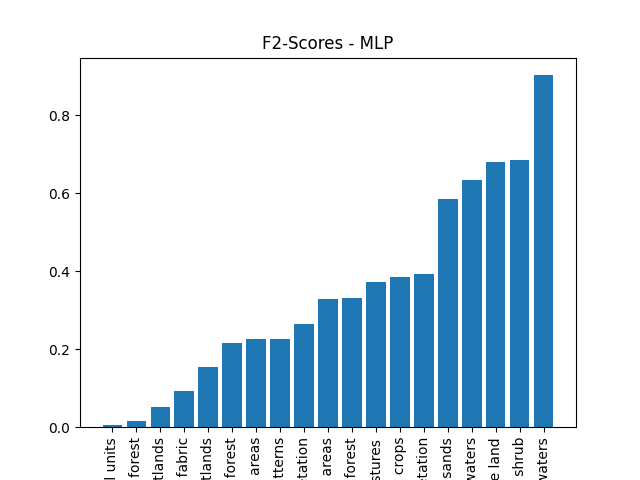 F2-Scores - MLP
0.8
0.6
0.4
0.2
0.0
l units
forest
tlands
fabric
tlands
forest
areas
tterns
tation
areas
forest
stures
crops
tation
sands
waters
e land
shrub
waters